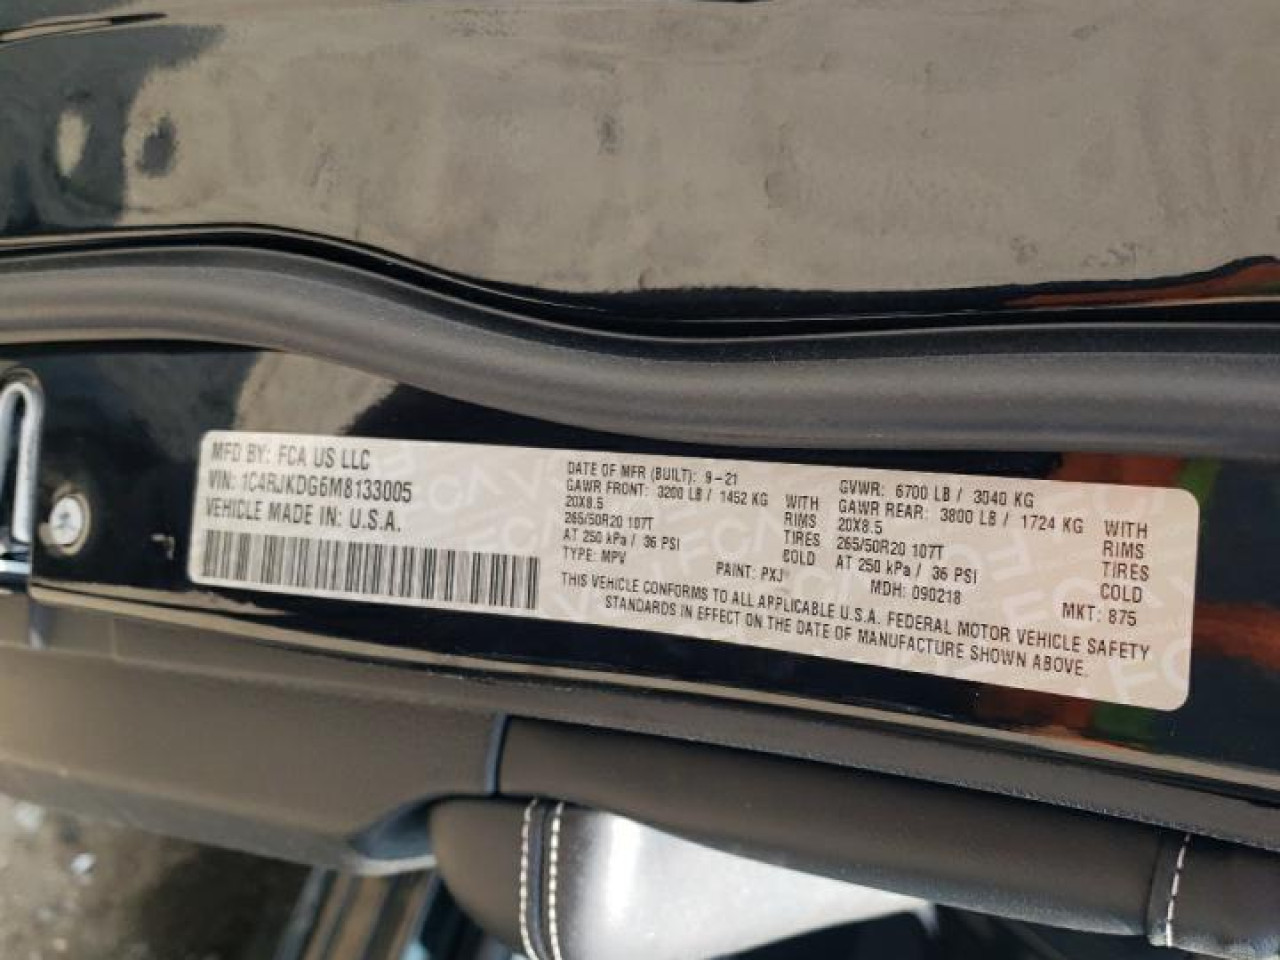 MFD BY: FCA US LLC
VIN: 1C4RJKDG6M8133005
VEHICLE MADE IN: U.S.A.
DATE OF MFR (BUILT): 9-21
GAWR FRONT: 3200 LB / 1452 KG WITH
20X8.5 RIMS
265/50R20 107T TIRES
AT 250 kPa / 36 PSI COLD
TYPE: MPV PAINT: PXJ
GVWR: 6700 LB / 3040 KG
GAWR REAR: 3800 LB / 1724 KG WITH
20X8.5 RIMS
265/50R20 107T TIRES
AT 250 kPa / 36 PSI COLD
MDH: 090218 MKT: 875
THIS VEHICLE CONFORMS TO ALL APPLICABLE U.S.A. FEDERAL MOTOR VEHICLE SAFETY
STANDARDS IN EFFECT ON THE DATE OF MANUFACTURE SHOWN ABOVE.